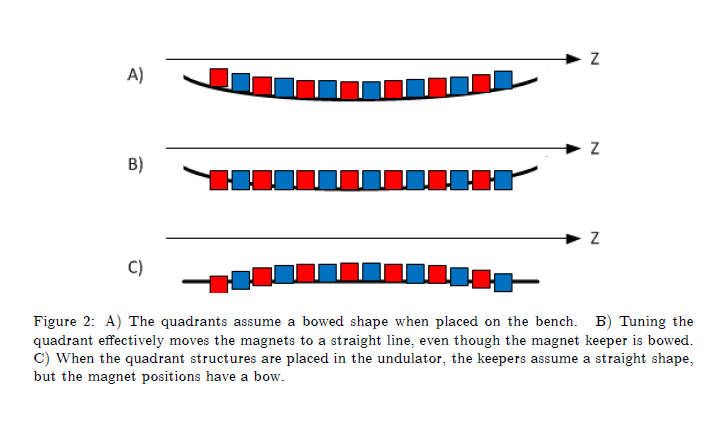 A)
Z
B)
Z
C)
Z
Figure 2: A) The quadrants assume a bowed shape when placed on the bench. B) Tuning the
quadrant effectively moves the magnets to a straight line, even though the magnet keeper is bowed.
C) When the quadrant structures are placed in the undulator, the keepers assume a straight shape,
but the magnet positions have a bow.